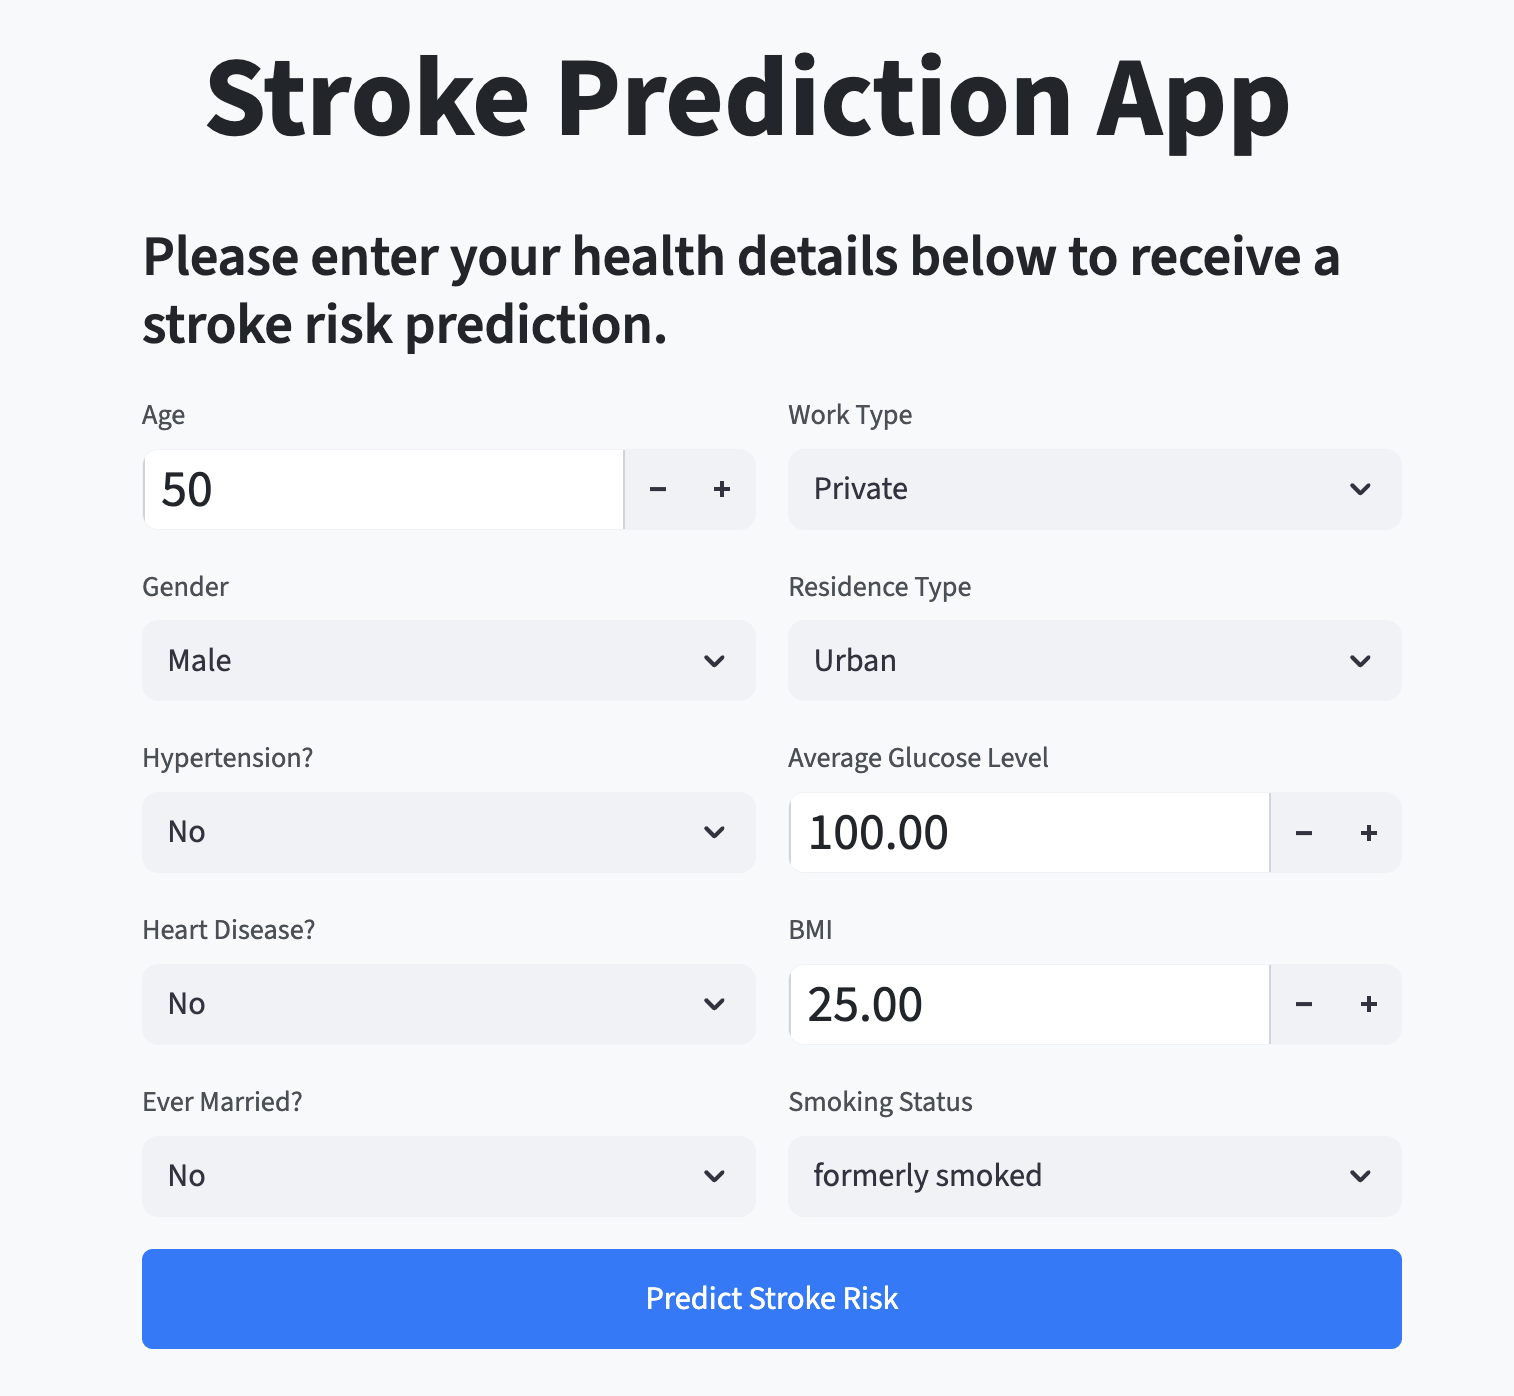 Stroke Prediction App
Please enter your health details below to receive a
stroke risk prediction.
Age
50
Work Type
Private
Gender
Male
Residence Type
Urban
Hypertension?
No
Average Glucose Level
100.00
Heart Disease?
No
BMI
25.00
Ever Married?
No
Smoking Status
formerly smoked
Predict Stroke Risk